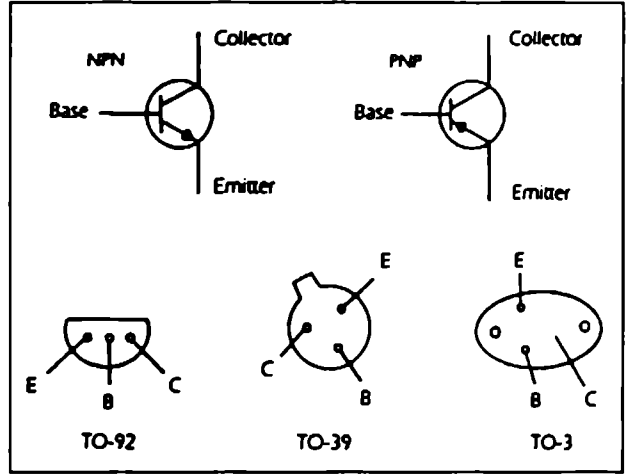 NPN Collector PNP Collector
Base Base
Emitter Emitter
E E
E B C C B B C
TO-92 TO-39 TO-3